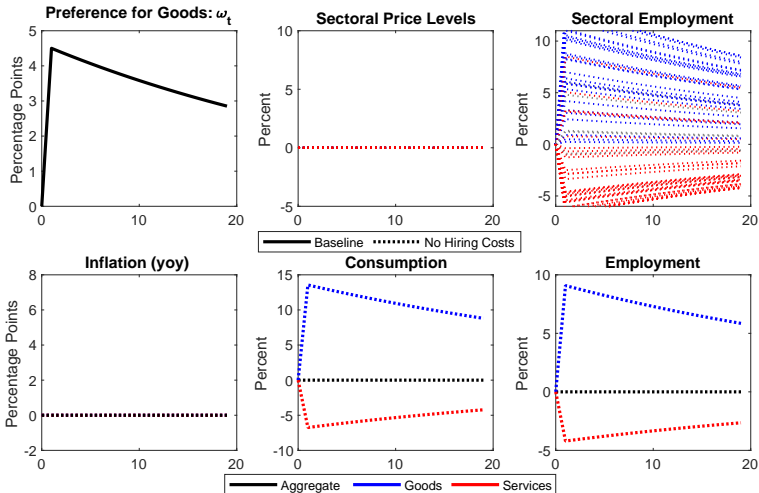 Preference for Goods: ω_t
Percentage Points
5
4
3
2
1
0
0 10 20
Sectoral Price Levels
Percent
10
5
0
-5
0 10 20
Sectoral Employment
Percent
10
5
0
-5
0 10 20
Baseline No Hiring Costs
Inflation (yoy)
Percentage Points
8
6
4
2
0
-2
0 10 20
Consumption
Percent
15
10
5
0
-5
-10
0 10 20
Employment
Percent
10
5
0
-5
0 10 20
Aggregate Goods Services